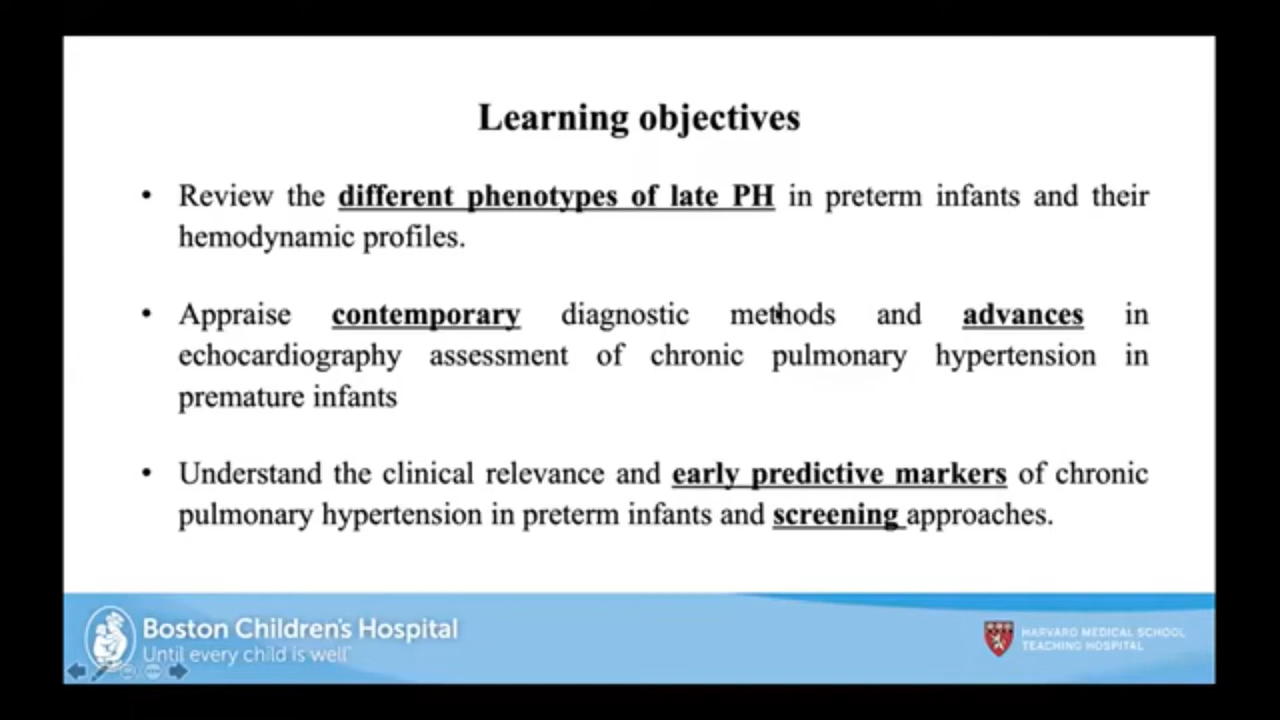 Learning objectives
• Review the different phenotypes of late PH in preterm infants and their
hemodynamic profiles.
• Appraise contemporary diagnostic methods and advances in
echocardiography assessment of chronic pulmonary hypertension in
premature infants
• Understand the clinical relevance and early predictive markers of chronic
pulmonary hypertension in preterm infants and screening approaches.
Boston Children's Hospital
Until every child is well™
HARVARD MEDICAL SCHOOL
TEACHING HOSPITAL